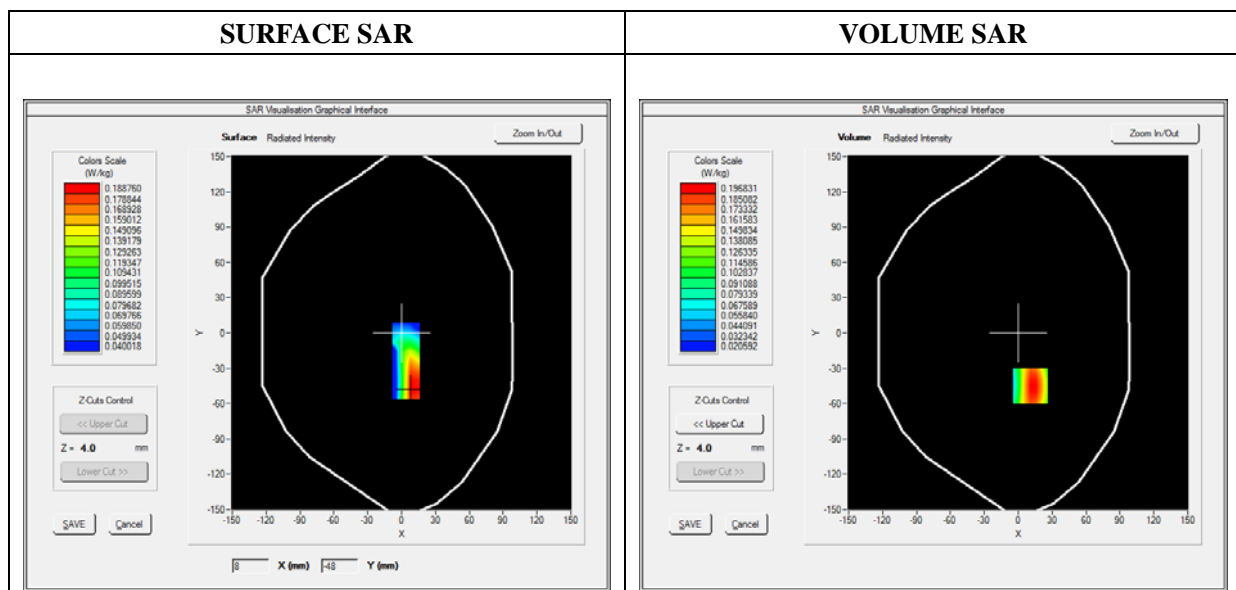 SURFACE SAR
SAR Visualisation Graphical Interface
Surface Radiated Intensity
Zoom In/Out
Colors Scale
(W/kg)
0.188760
0.178844
0.168928
0.159012
0.149096
0.139179
0.129263
0.119347
0.109431
0.099515
0.089599
0.079682
0.069766
0.059850
0.049934
0.040018
Z-Cuts Control
<< Upper Cut
Z = 4.0 mm
Lower Cut >>
SAVE Cancel
150
120
90
60
30
0
-30
-60
-90
-120
-150
Y
-150 -120 -90 -60 -30 0 30 60 90 120 150
X
8 X (mm) -48 Y (mm)
VOLUME SAR
SAR Visualisation Graphical Interface
Volume Radiated Intensity
Zoom In/Out
Colors Scale
(W/kg)
0.196831
0.185082
0.173332
0.161583
0.149834
0.138085
0.126335
0.114586
0.102837
0.091088
0.079339
0.067589
0.055840
0.044091
0.032342
0.020592
Z-Cuts Control
<< Upper Cut
Z = 4.0 mm
Lower Cut >>
SAVE Cancel
150
120
90
60
30
0
-30
-60
-90
-120
-150
Y
-150 -120 -90 -60 -30 0 30 60 90 120 150
X